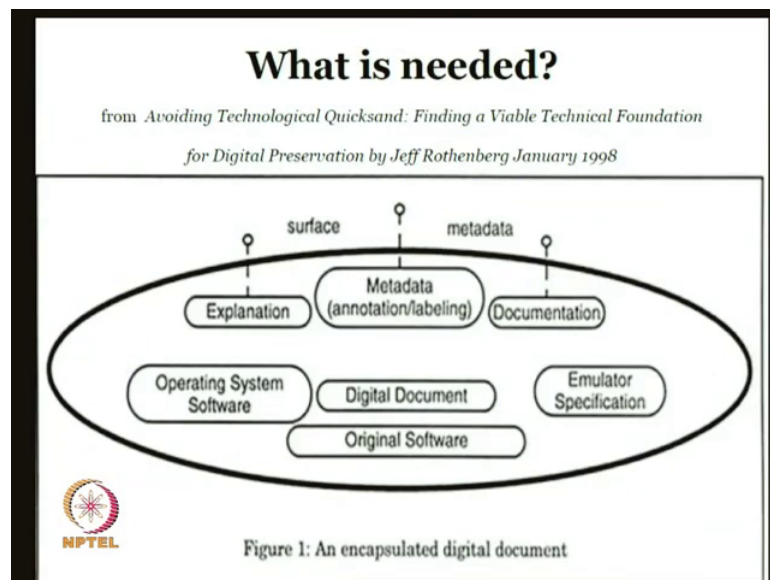 What is needed?
from Avoiding Technological Quicksand: Finding a Viable Technical Foundation
for Digital Preservation by Jeff Rothenberg January 1998
surface
metadata
Explanation
Metadata
(annotation/labeling)
Documentation
Operating System
Software
Digital Document
Emulator
Specification
Original Software
NPTEL
Figure 1: An encapsulated digital document